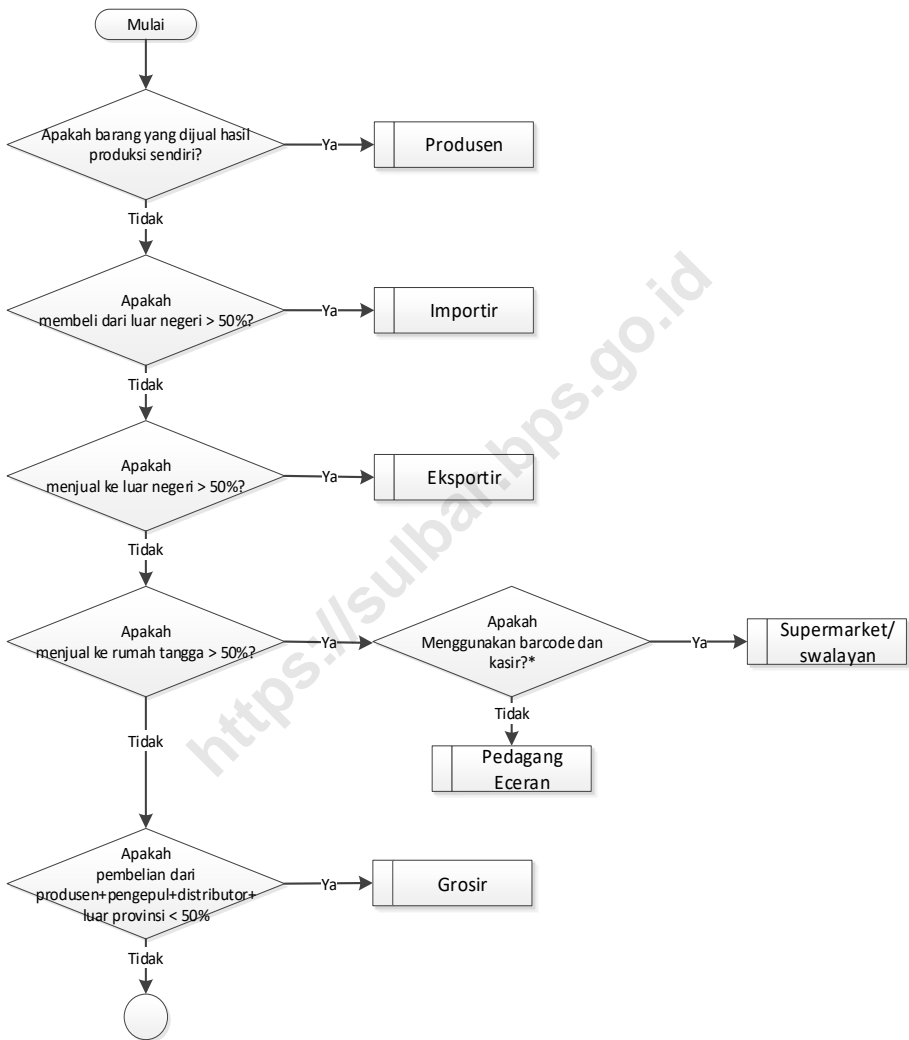 Mulai
Apakah barang yang dijual hasil
produksi sendiri?
Ya
Produsen
Tidak
Apakah
membeli dari luar negeri > 50%?
Ya
Importir
Tidak
Apakah
menjual ke luar negeri > 50%?
Ya
Eksportir
Tidak
Apakah
menjual ke rumah tangga > 50%?
Ya
Apakah
Menggunakan barcode dan
kasir?*
Ya
Supermarket/
swalayan
Tidak
Pedagang
Eceran
Tidak
Apakah
pembelian dari
produsen+pengepul+distributor+
luar provinsi < 50%
Ya
Grosir
Tidak
https://sulbar.bps.go.id